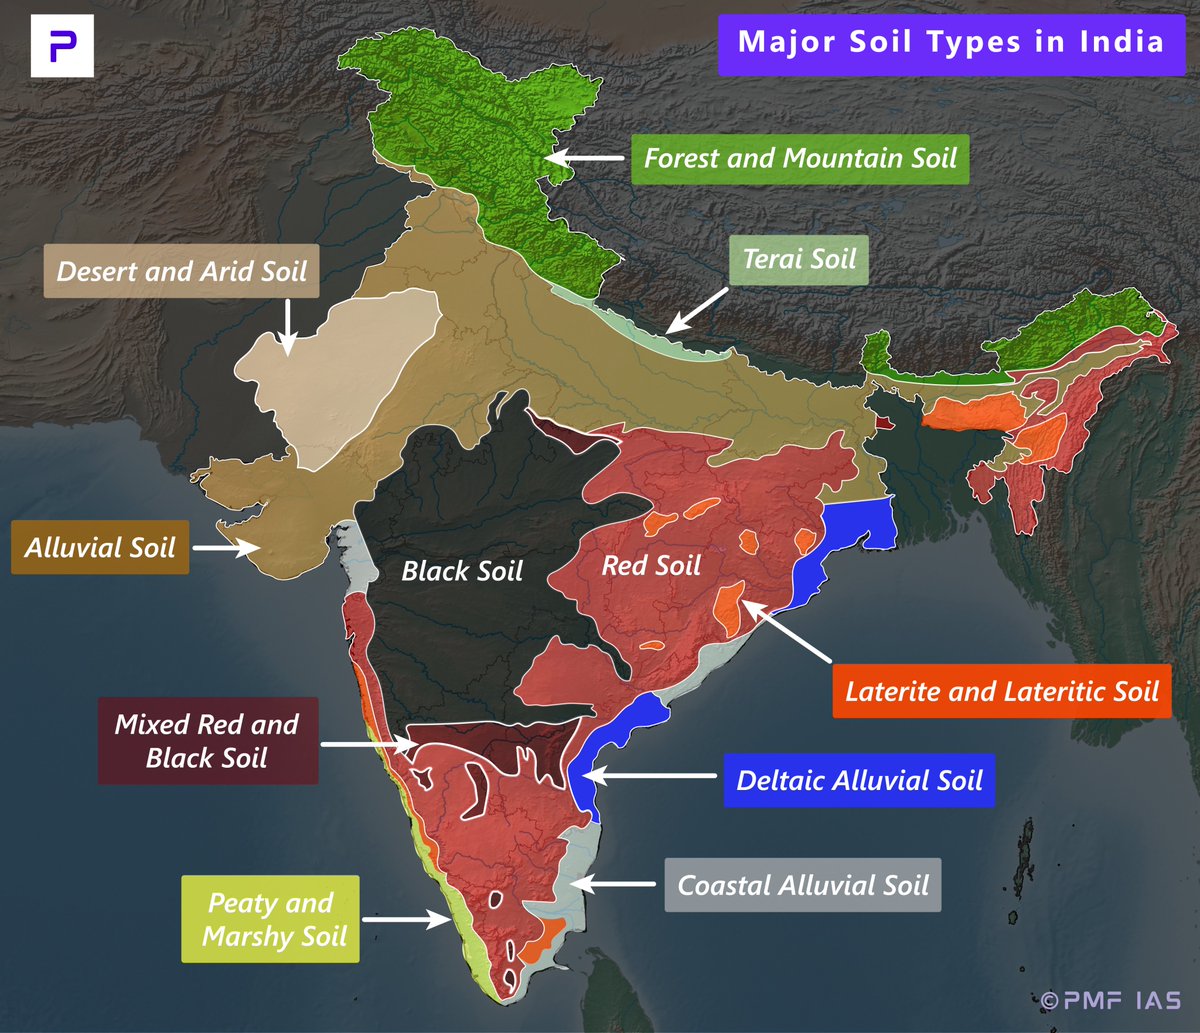 P
Major Soil Types in India
Forest and Mountain Soil
Terai Soil
Desert and Arid Soil
Alluvial Soil
Black Soil
Red Soil
Laterite and Lateritic Soil
Mixed Red and
Black Soil
Deltaic Alluvial Soil
Coastal Alluvial Soil
Peaty and
Marshy Soil
©PMF IAS